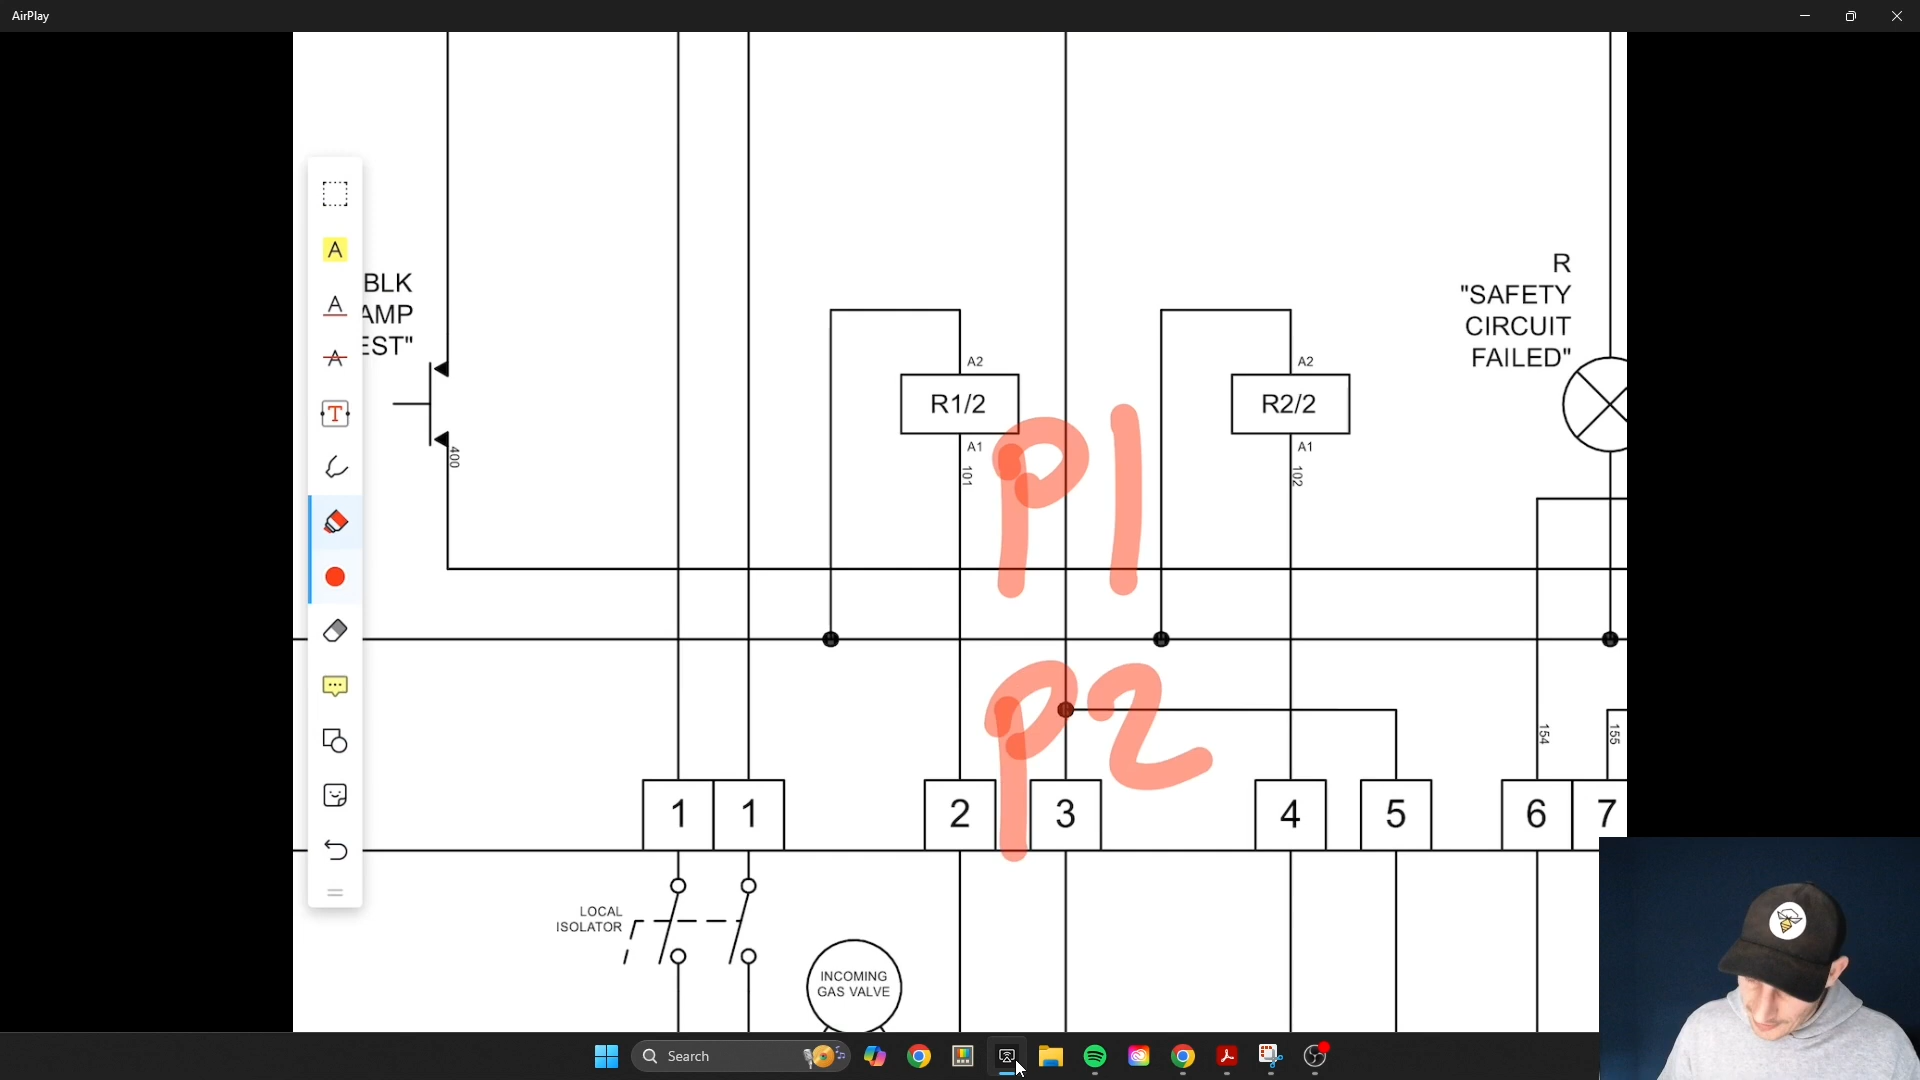 AirPlay
R
"SAFETY
CIRCUIT
FAILED"
BLK
AMP
EST"
A
A
A
T
A2
R1/2
A1
101
A2
R2/2
A1
102
400
P1
P2
154
155
1
1
2
3
4
5
6
7
LOCAL
ISOLATOR
INCOMING
GAS VALVE
Search